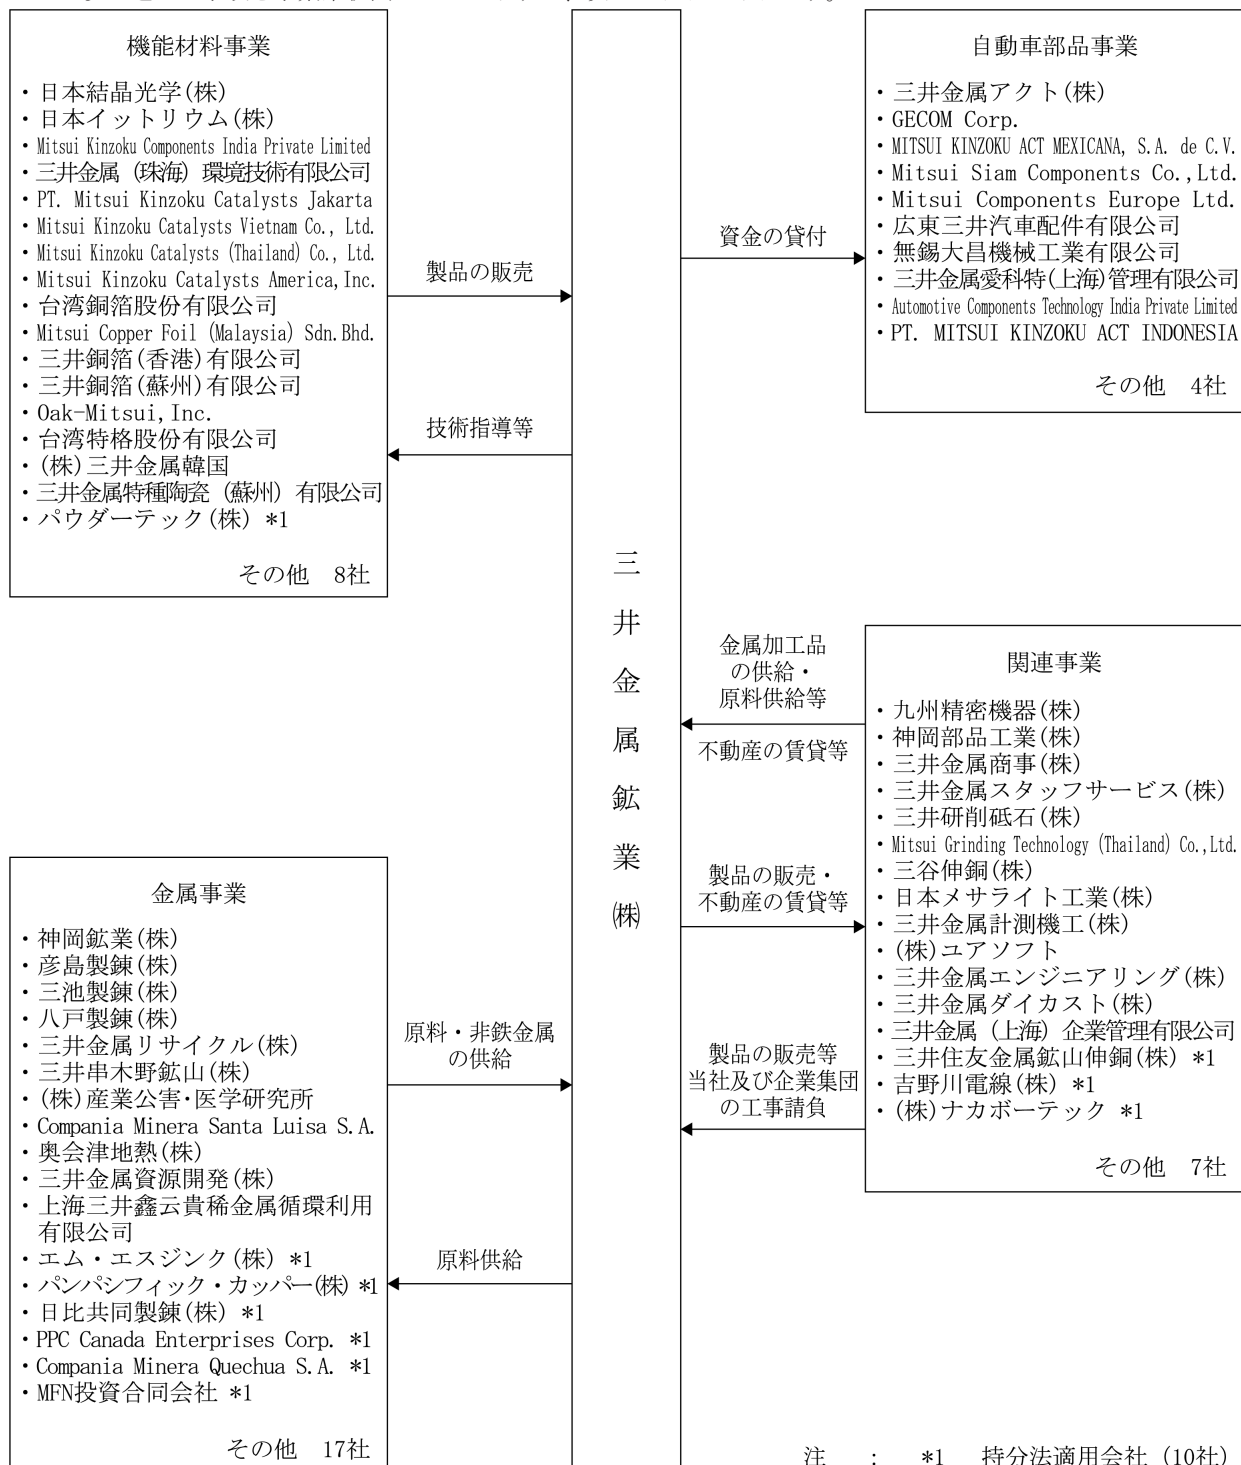 機能材料事業
・日本結晶光学(株)
・日本イットリウム(株)
・Mitsui Kinzoku Components India Private Limited
・三井金属（珠海）環境技術有限公司
・PT. Mitsui Kinzoku Catalysts Jakarta
・Mitsui Kinzoku Catalysts Vietnam Co., Ltd.
・Mitsui Kinzoku Catalysts (Thailand) Co., Ltd.
・Mitsui Kinzoku Catalysts America,Inc.
・台湾銅箔股份有限公司
・Mitsui Copper Foil (Malaysia) Sdn.Bhd.
・三井銅箔(香港)有限公司
・三井銅箔(蘇州)有限公司
・Oak-Mitsui,Inc.
・台湾特格股份有限公司
・(株)三井金属韓国
・三井金属特種陶瓷（蘇州）有限公司
・パウダーテック(株) *1
その他　8社
製品の販売
技術指導等
金属事業
・神岡鉱業(株)
・彦島製錬(株)
・三池製錬(株)
・八戸製錬(株)
・三井金属リサイクル(株)
・三井串木野鉱山(株)
・(株)産業公害･医学研究所
・Compania Minera Santa Luisa S.A.
・奥会津地熱(株)
・三井金属資源開発(株)
・上海三井鑫云貴稀金属循環利用
有限公司
・エム・エスジンク(株) *1
・パンパシフィック・カッパー(株) *1
・日比共同製錬(株) *1
・PPC Canada Enterprises Corp. *1
・Compania Minera Quechua S.A. *1
・MFN投資合同会社 *1
その他　17社
原料・非鉄金属
の供給
原料供給
三井金属鉱業㈱
資金の貸付
自動車部品事業
・三井金属アクト(株)
・GECOM Corp.
・MITSUI KINZOKU ACT MEXICANA, S.A. de C.V.
・Mitsui Siam Components Co.,Ltd.
・Mitsui Components Europe Ltd.
・広東三井汽車配件有限公司
・無錫大昌機械工業有限公司
・三井金属愛科特(上海)管理有限公司
・Automotive Components Technology India Private Limited
・PT. MITSUI KINZOKU ACT INDONESIA
その他　4社
金属加工品
の供給・
原料供給等
不動産の賃貸等
製品の販売・
不動産の賃貸等
製品の販売等
当社及び企業集団
の工事請負
関連事業
・九州精密機器(株)
・神岡部品工業(株)
・三井金属商事(株)
・三井金属スタッフサービス(株)
・三井研削砥石(株)
・Mitsui Grinding Technology (Thailand) Co.,Ltd.
・三谷伸銅(株)
・日本メサライト工業(株)
・三井金属計測機工(株)
・(株)ユアソフト
・三井金属エンジニアリング(株)
・三井金属ダイカスト(株)
・三井金属（上海）企業管理有限公司
・三井住友金属鉱山伸銅(株) *1
・吉野川電線(株) *1
・(株)ナカボーテック *1
その他　7社
注　：　*1　持分法適用会社（10社）